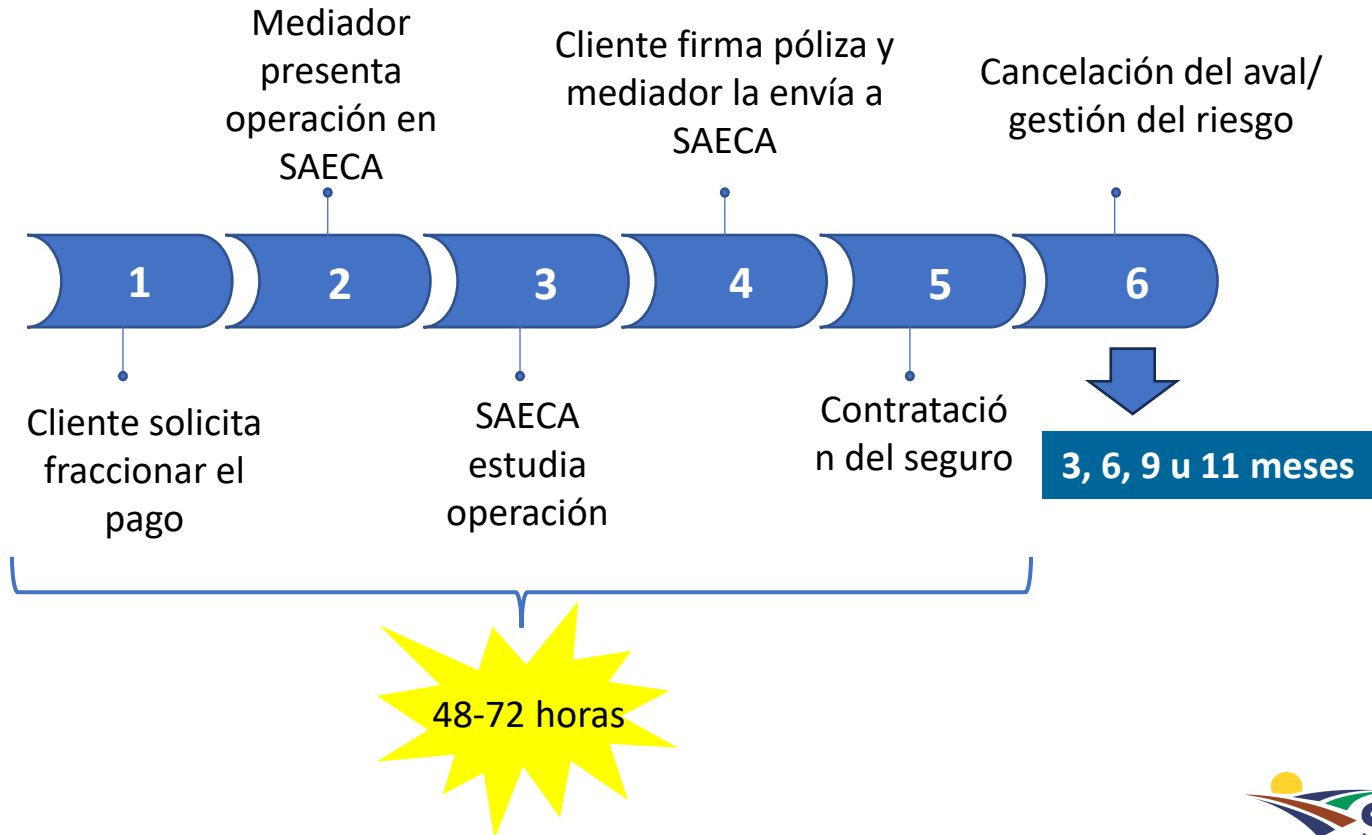 Mediador
presenta
operación en
SAECA
Cliente firma póliza y
mediador la envía a
SAECA
Cancelación del aval/
gestión del riesgo
1
2
3
4
5
6
Cliente solicita
fraccionar el
pago
SAECA
estudia
operación
Contratació
n del seguro
3, 6, 9 u 11 meses
48-72 horas